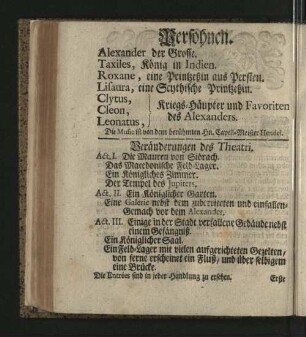 Persohnen.
Alexander der Grosse.
Taxiles, König in Indien.
Roxane, eine Printzeßin aus Persien.
Lisaura, eine Scythische Printzeßin.
Clytus,
Cleon,
Leonatus,
Kriegs-Häupter und Favoriten
des Alexanders.
Die Music ist von dem berühmten Hn. Capell-Meister Hendel.
Veränderungen des Theatri.
Act. I. Die Mauren von Sidrach.
Das Macedonische Feld-Lager.
Ein Königliches Zimmer.
Der Tempel des Jupiters.
Act. II. Ein Königlicher Garten.
Eine Galerie nebst dem zubereiteten und einfallen-
Gemach vor dem Alexander.
Act. III. Einige in der Stadt verfallene Gebäude nebst
einem Gefängniß.
Ein Königlicher Saal.
Ein Feld-Lager mit vielen aufgerichteten Gezelten,
von ferne erscheinet ein Fluß, und über selbigem
eine Brücke.
Die Entrées sind in jeder Handlung zu ersehen.
Erste